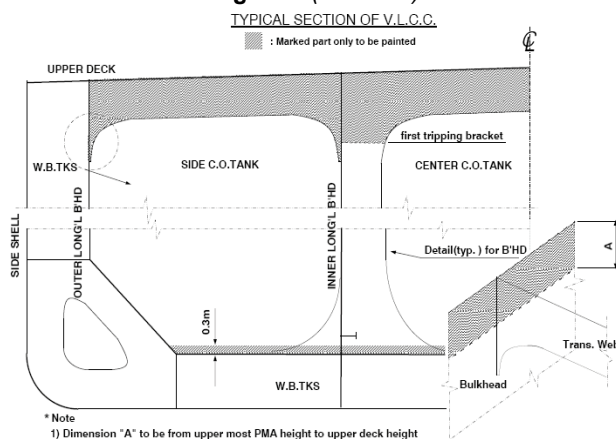 TYPICAL SECTION OF V.L.C.C.
: Marked part only to be painted
UPPER DECK
first tripping bracket
W.B.TKS
SIDE C.O.TANK
CENTER C.O.TANK
SIDE SHELL
OUTER LONG'L B'HD
INNER LONG'L B'HD
A
Detail(typ. ) for B'HD
0.3m
Trans. Web
W.B.TKS
Bulkhead
* Note
1) Dimension "A" to be from upper most PMA height to upper deck height